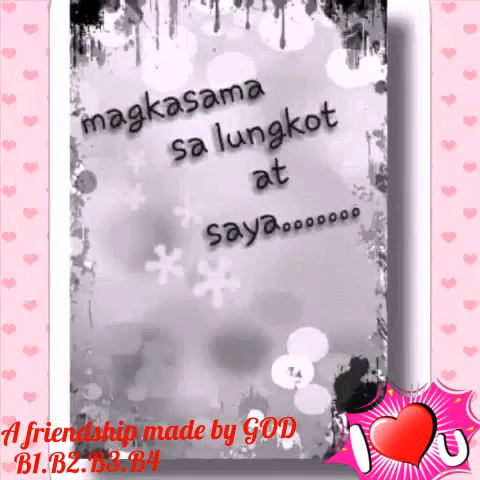 magkasama
sa lungkot
at
saya.......
A friendship made by GOD
B1.B2.B3.B4
I U